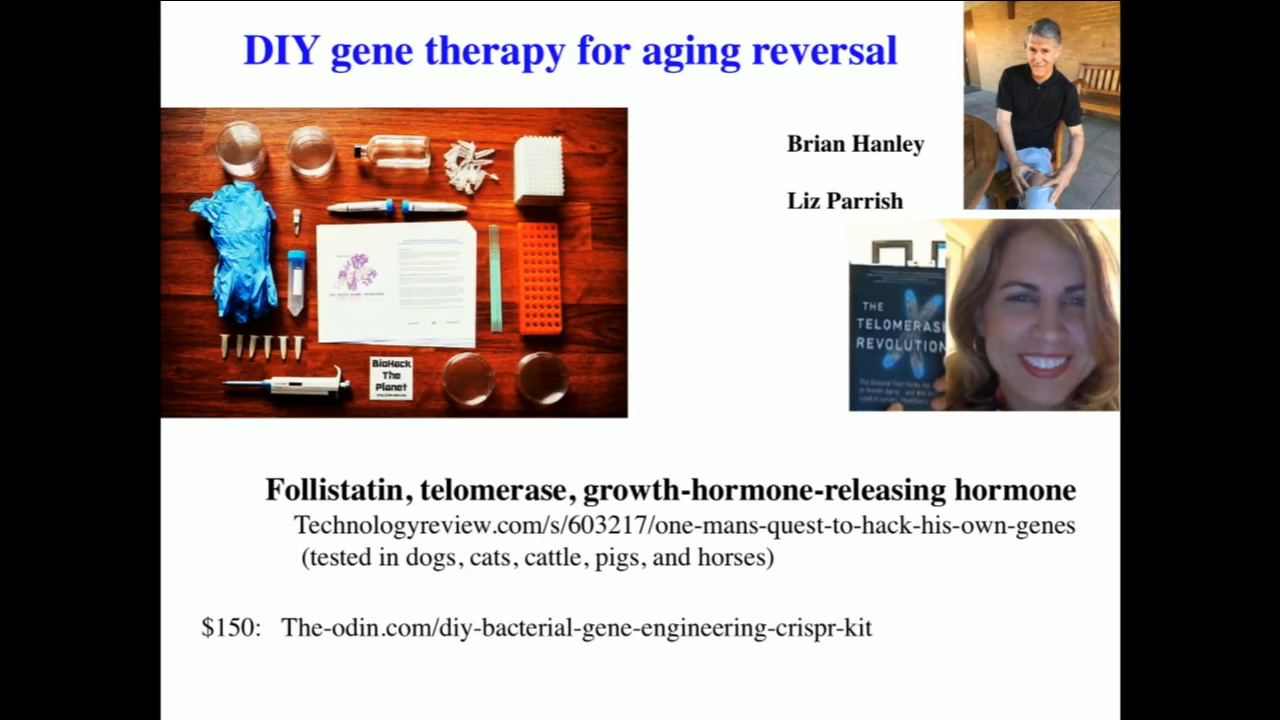 DIY gene therapy for aging reversal
Brian Hanley
Liz Parrish
THE
TELOMERASE
REVOLUTION
BioHack
The
Planet
Follistatin, telomerase, growth-hormone-releasing hormone
Technologyreview.com/s/603217/one-mans-quest-to-hack-his-own-genes
(tested in dogs, cats, cattle, pigs, and horses)
$150: The-odin.com/diy-bacterial-gene-engineering-crispr-kit